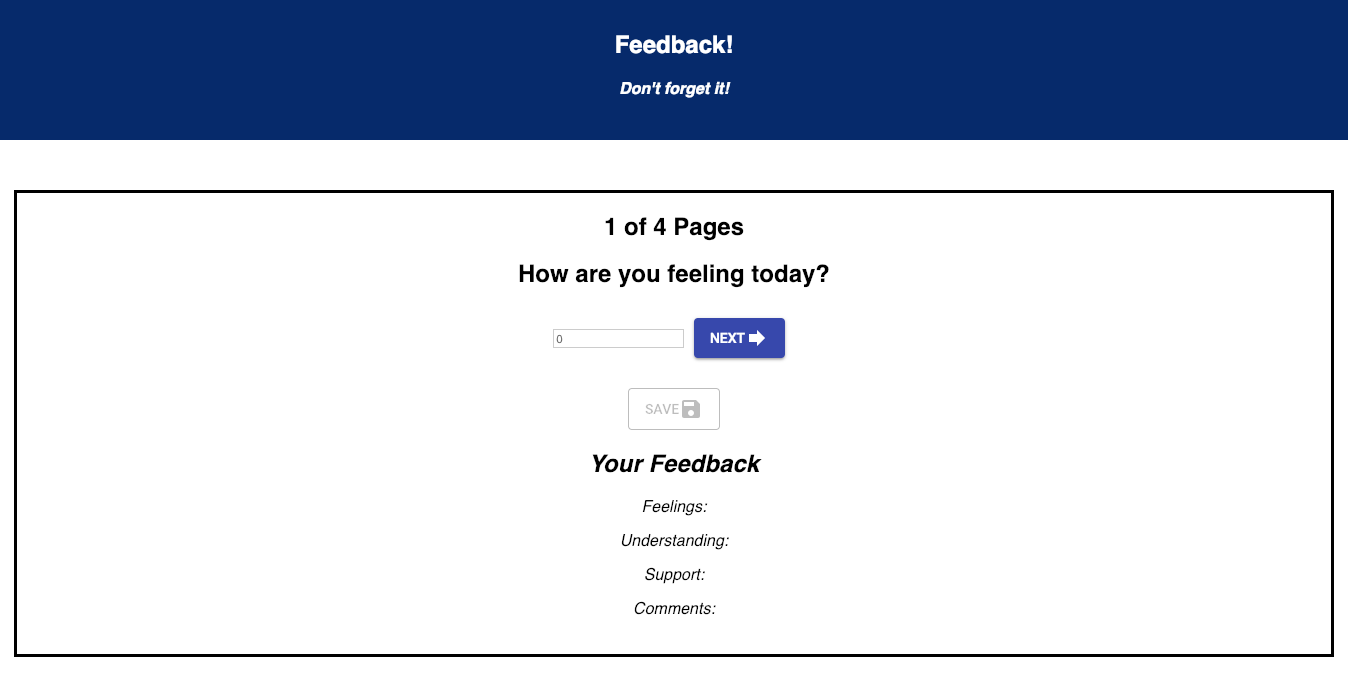 Feedback!
Don't forget it!
1 of 4 Pages
How are you feeling today?
0
NEXT
SAVE
Your Feedback
Feelings:
Understanding:
Support:
Comments: